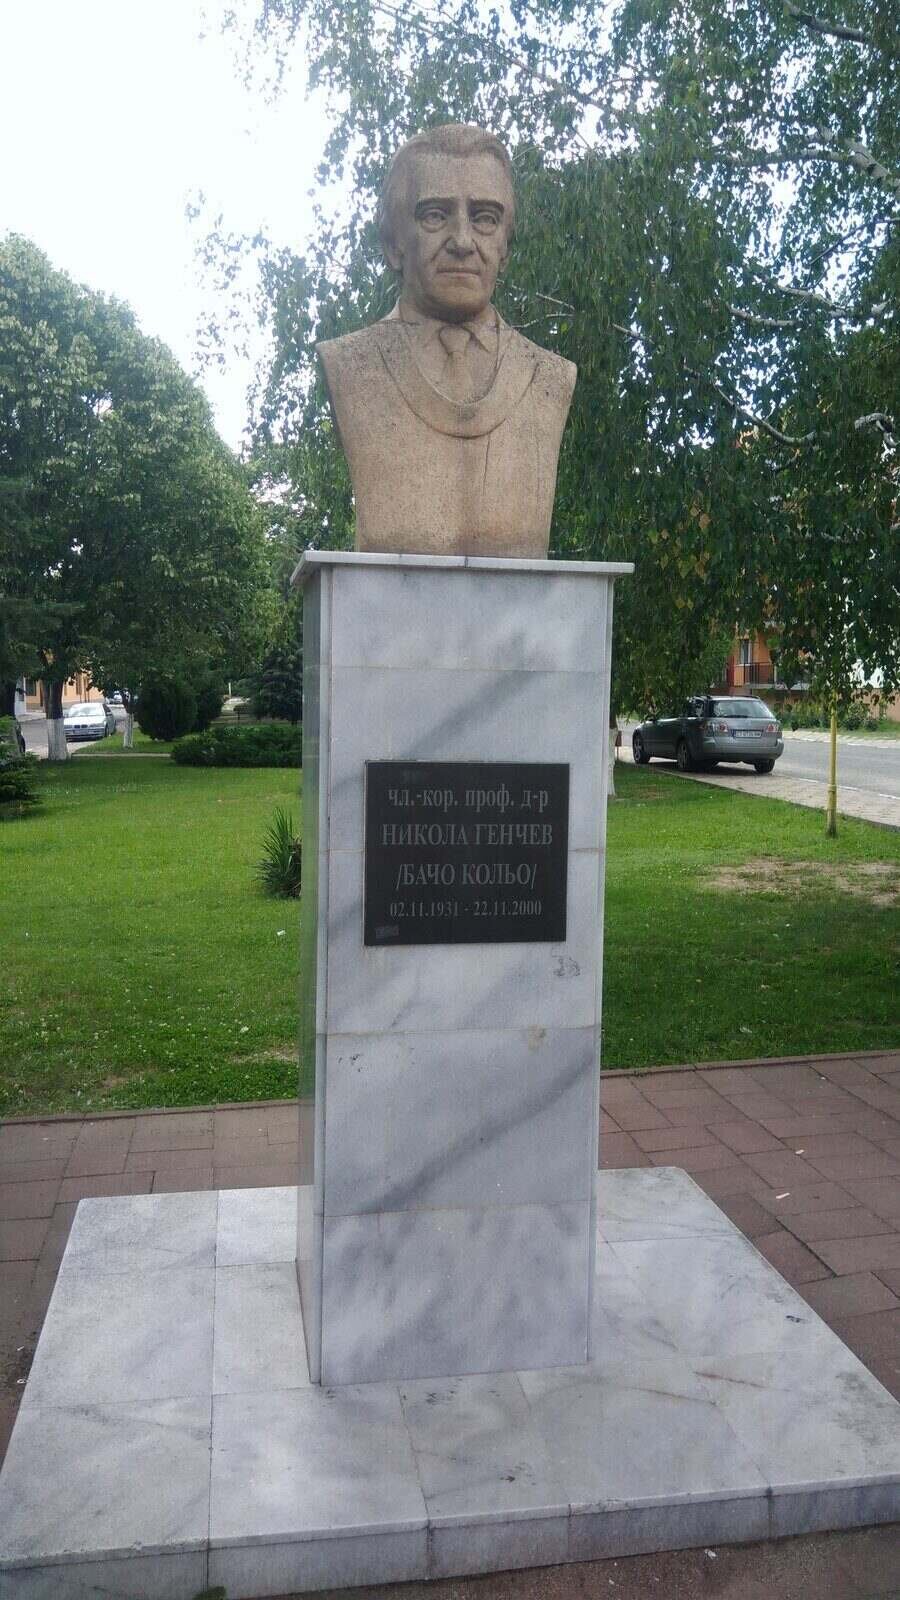 чл.-кор. проф. д-р
НИКОЛА ГЕНЧЕВ
/БАЧО КОЛЬО/
02.11.1931 - 22.11.2000